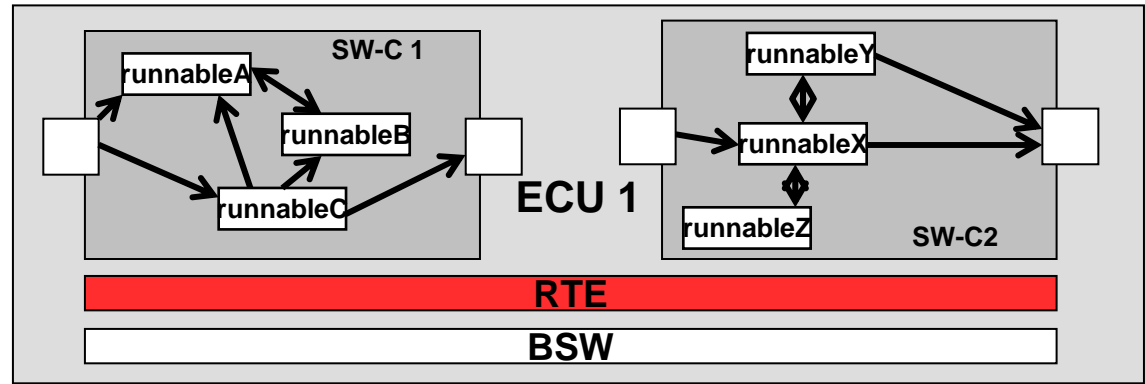 SW-C 1
runnableA
runnableB
runnableC
ECU 1
runnableY
runnableX
runnableZ
SW-C2
RTE
BSW